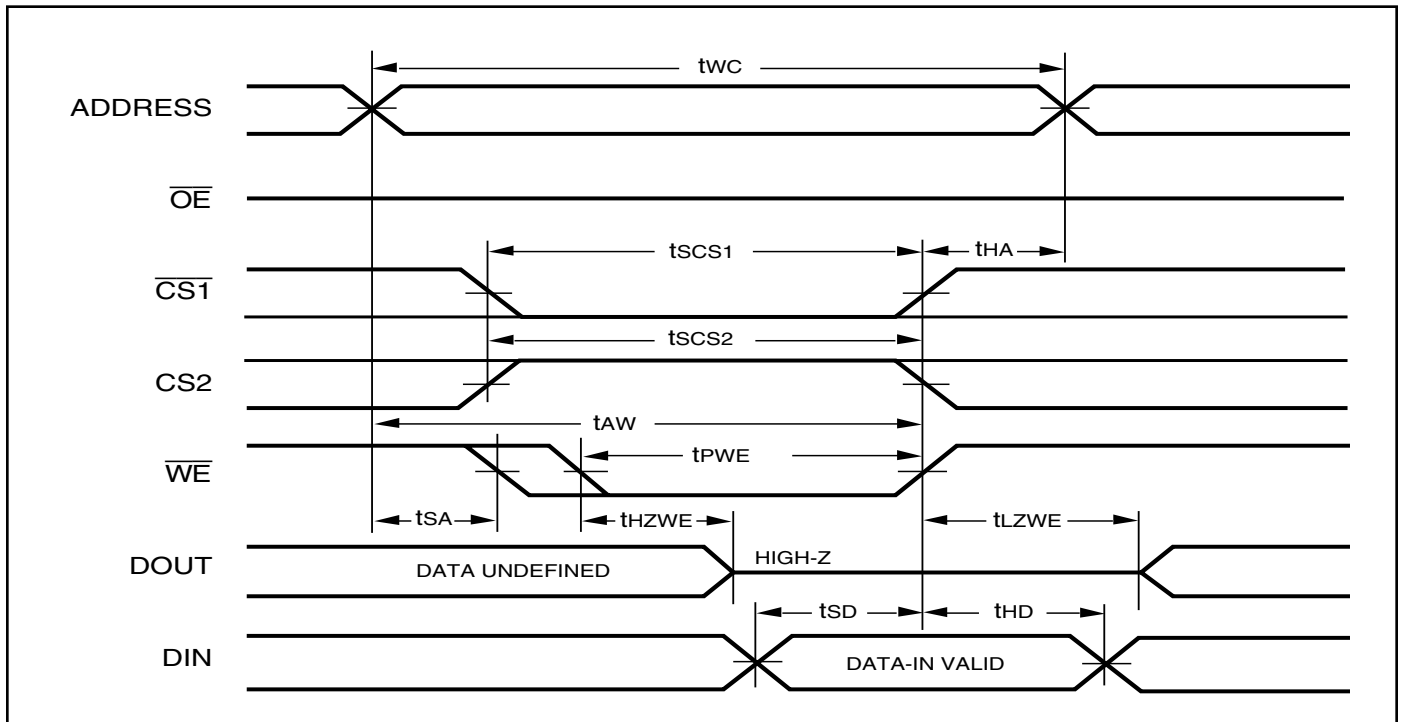 tWC
ADDRESS
OE
tSCS1
tHA
CS1
tSCS2
CS2
tAW
WE
tPWE
tSA
tHZWE
tLZWE
DOUT
DATA UNDEFINED
HIGH-Z
tSD
tHD
DIN
DATA-IN VALID